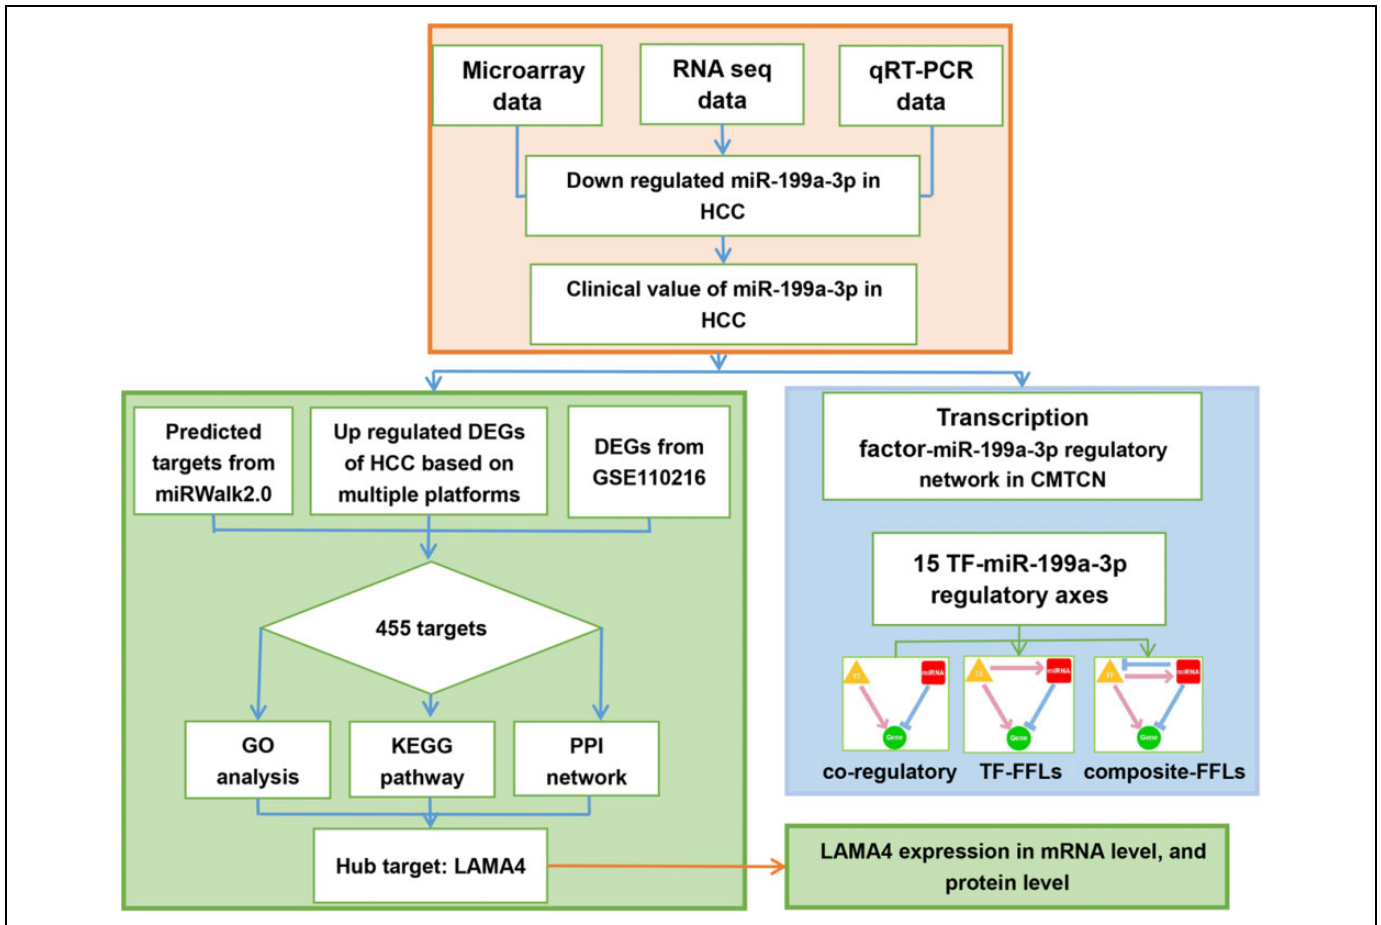 Microarray
data
RNA seq
data
qRT-PCR
data
Down regulated miR-199a-3p in
HCC
Clinical value of miR-199a-3p in
HCC
Predicted
targets from
miRWalk2.0
Up regulated DEGs
of HCC based on
multiple platforms
DEGs from
GSE110216
455 targets
GO
analysis
KEGG
pathway
PPI
network
Hub target: LAMA4
Transcription
factor-miR-199a-3p regulatory
network in CMTCN
15 TF-miR-199a-3p
regulatory axes
miRNA
Gene
co-regulatory
miRNA
Gene
TF-FFLs
miRNA
Gene
composite-FFLs
LAMA4 expression in mRNA level, and
protein level